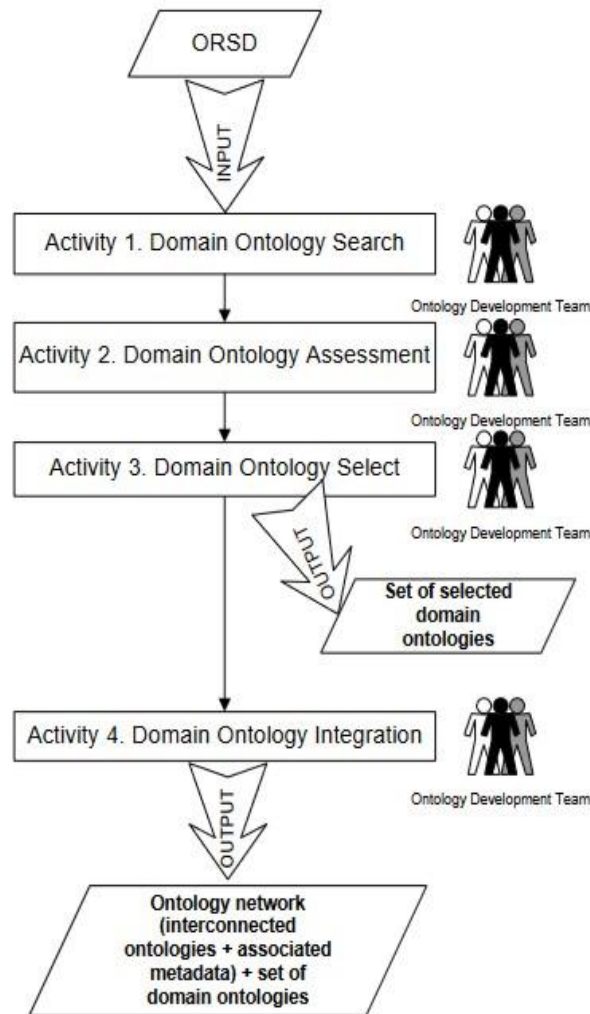 ORSD
INPUT
Activity 1. Domain Ontology Search
Ontology Development Team
Activity 2. Domain Ontology Assessment
Ontology Development Team
Activity 3. Domain Ontology Select
Ontology Development Team
OUTPUT
Set of selected
domain
ontologies
Activity 4. Domain Ontology Integration
Ontology Development Team
OUTPUT
Ontology network
(interconnected
ontologies + associated
metadata) + set of
domain ontologies